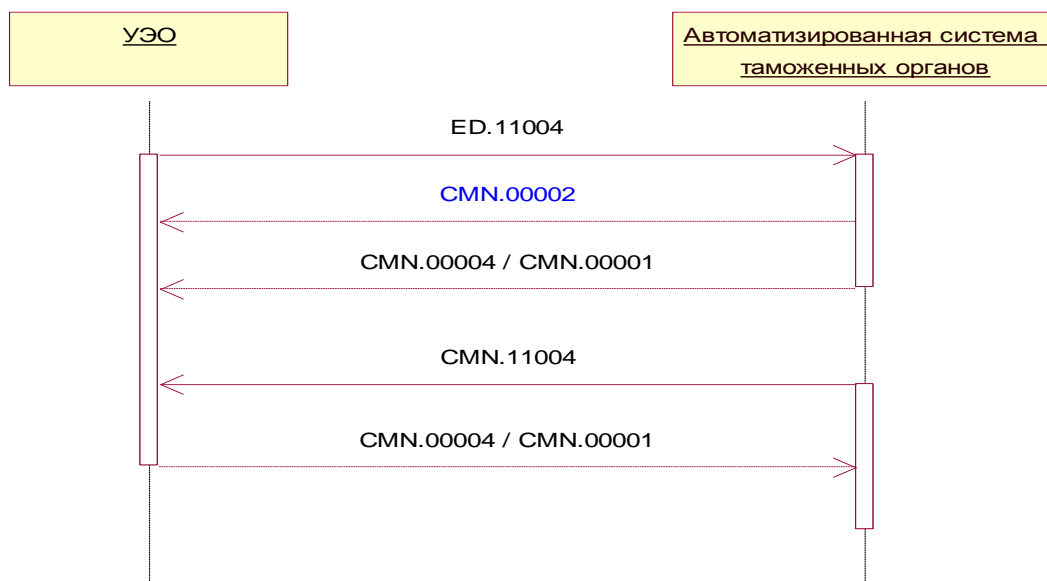 УЭО
Автоматизированная система
таможенных органов
ED.11004
CMN.00002
CMN.00004 / CMN.00001
CMN.11004
CMN.00004 / CMN.00001